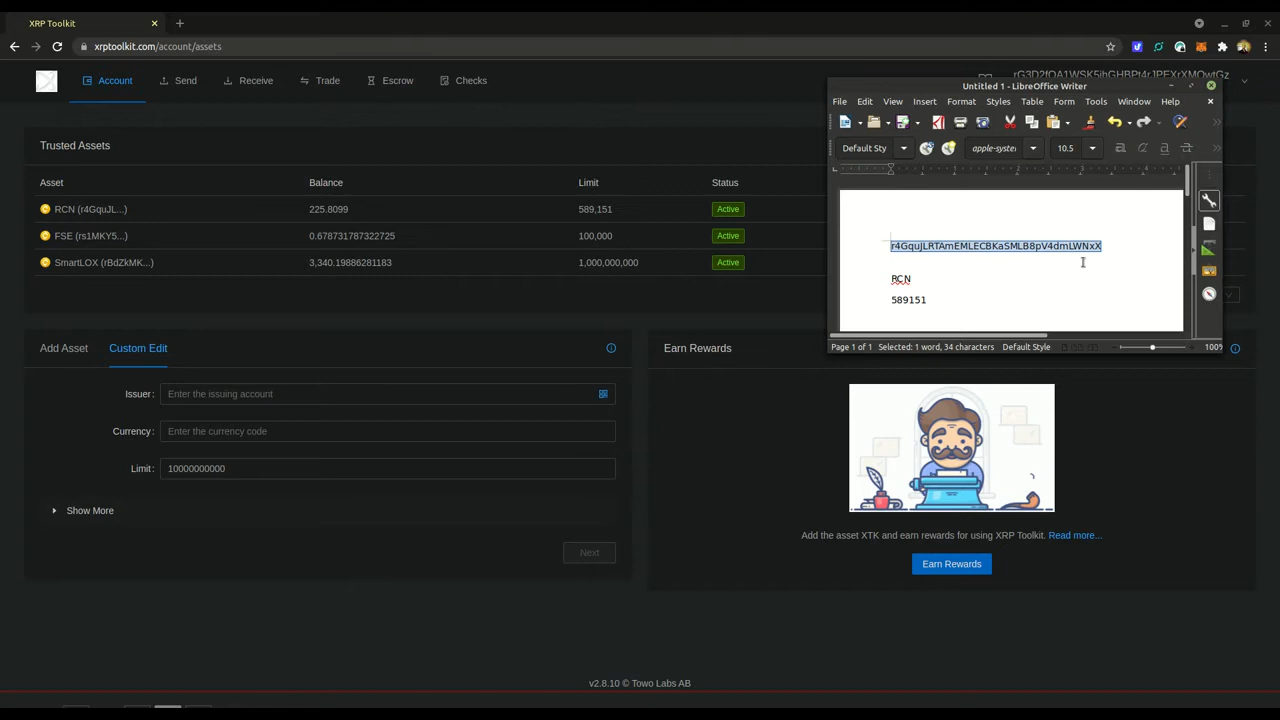 XRP Toolkit
xrptoolkit.com/account/assets
Account Send Receive Trade Escrow Checks
Trusted Assets
Asset Balance Limit Status
RCN (r4GquJL...) 225.8099 589,151 Active
FSE (rs1MKY5...) 0.678731787322725 100,000 Active
SmartLOX (rBdZkMK...) 3,340.19886281183 1,000,000,000 Active
Untitled 1 - LibreOffice Writer
File Edit View Insert Format Styles Table Form Tools Window Help
Default Sty apple-system 10.5
r4GquJLRTAmEMLECBKaSMLB8pV4dmLWNxX
RCN
589151
Page 1 of 1 Selected: 1 word, 34 characters Default Style 100%
Add Asset Custom Edit
Issuer: Enter the issuing account
Currency: Enter the currency code
Limit: 10000000000
Show More
Next
Earn Rewards
Add the asset XTK and earn rewards for using XRP Toolkit. Read more...
Earn Rewards
v2.8.10 © Towo Labs AB